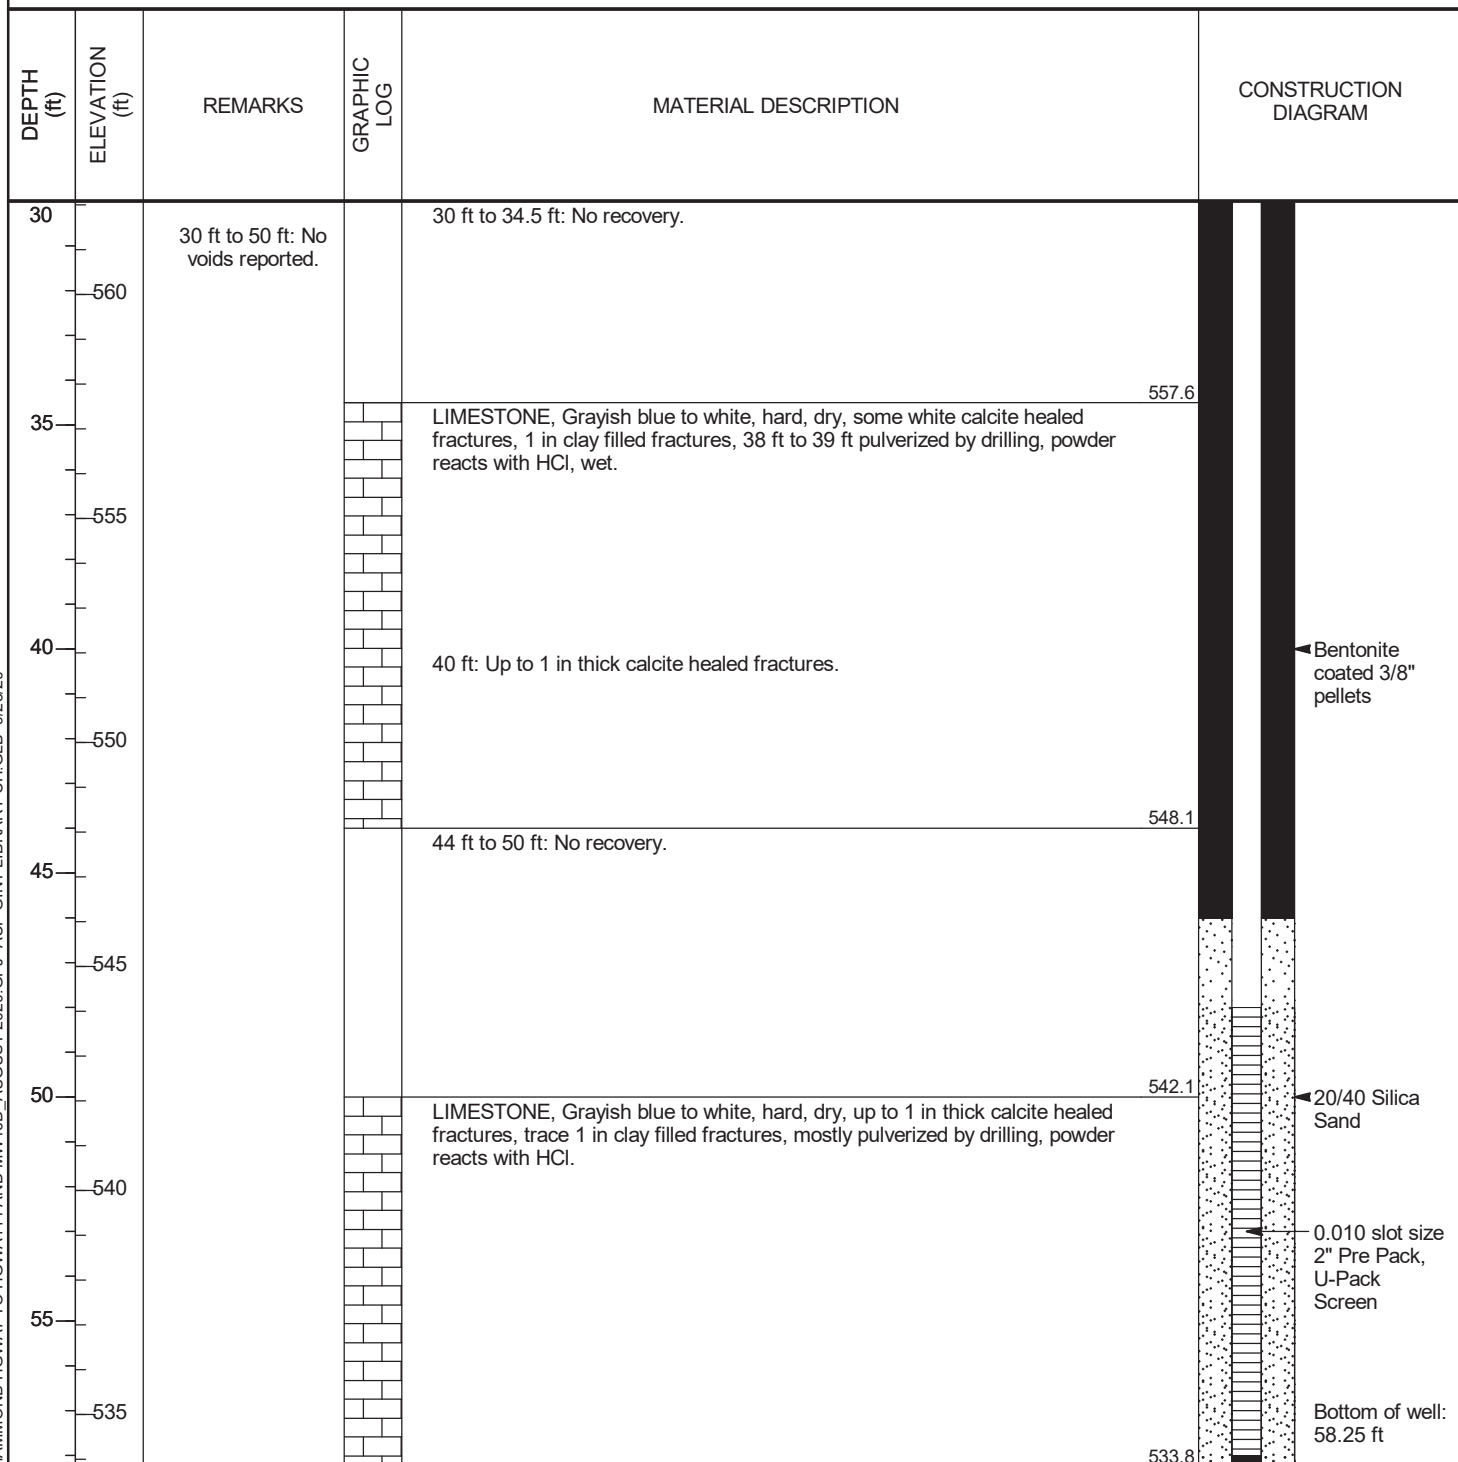 DEPTH
(ft)
ELEVATION
(ft)
REMARKS
GRAPHIC
LOG
MATERIAL DESCRIPTION
CONSTRUCTION
DIAGRAM
30
30 ft to 50 ft: No
voids reported.
30 ft to 34.5 ft: No recovery.
560
557.6
35
LIMESTONE, Grayish blue to white, hard, dry, some white calcite healed
fractures, 1 in clay filled fractures, 38 ft to 39 ft pulverized by drilling, powder
reacts with HCl, wet.
555
40
40 ft: Up to 1 in thick calcite healed fractures.
Bentonite
coated 3/8"
pellets
550
548.1
44 ft to 50 ft: No recovery.
45
545
542.1
50
LIMESTONE, Grayish blue to white, hard, dry, up to 1 in thick calcite healed
fractures, trace 1 in clay filled fractures, mostly pulverized by drilling, powder
reacts with HCl.
20/40 Silica
Sand
540
0.010 slot size
2" Pre Pack,
U-Pack
Screen
55
535
Bottom of well:
58.25 ft
533.8